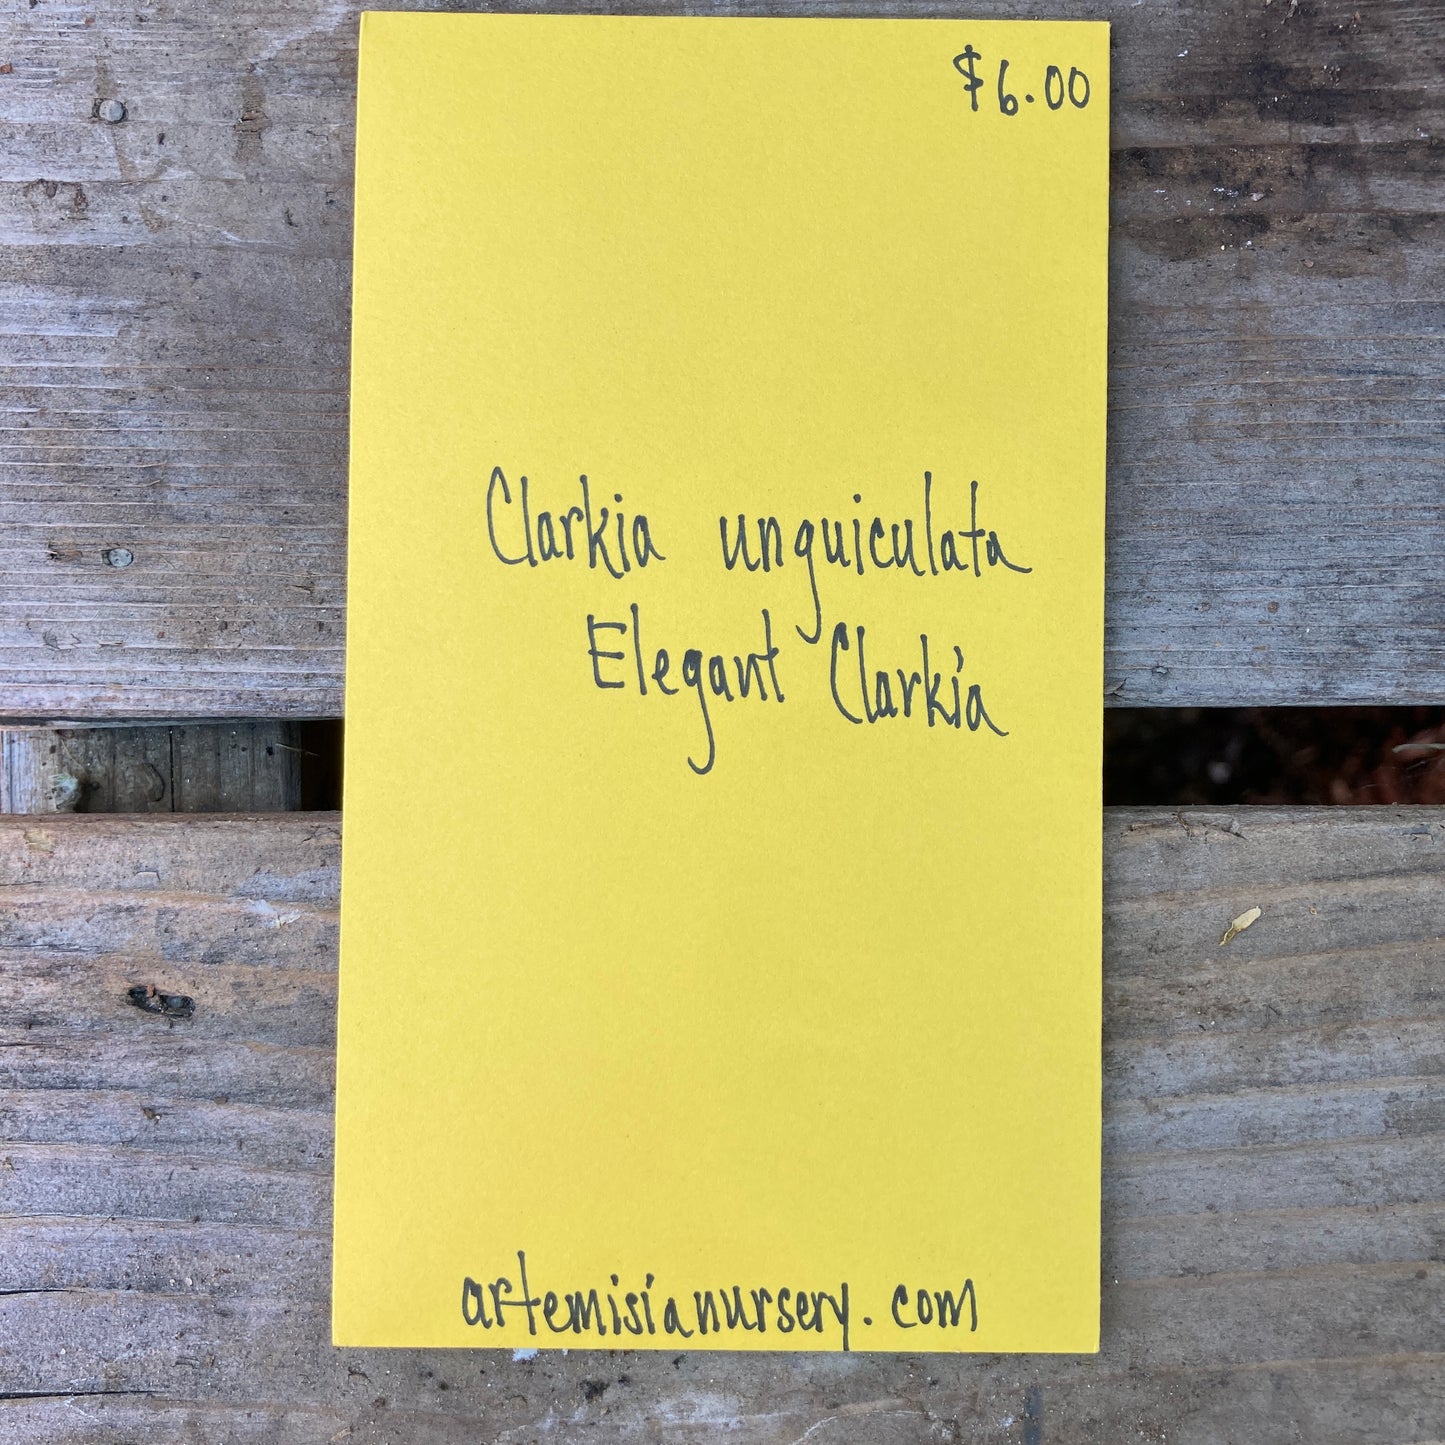 $6.00
Clarkia unguiculata
Elegant Clarkia
artemisianursery.com